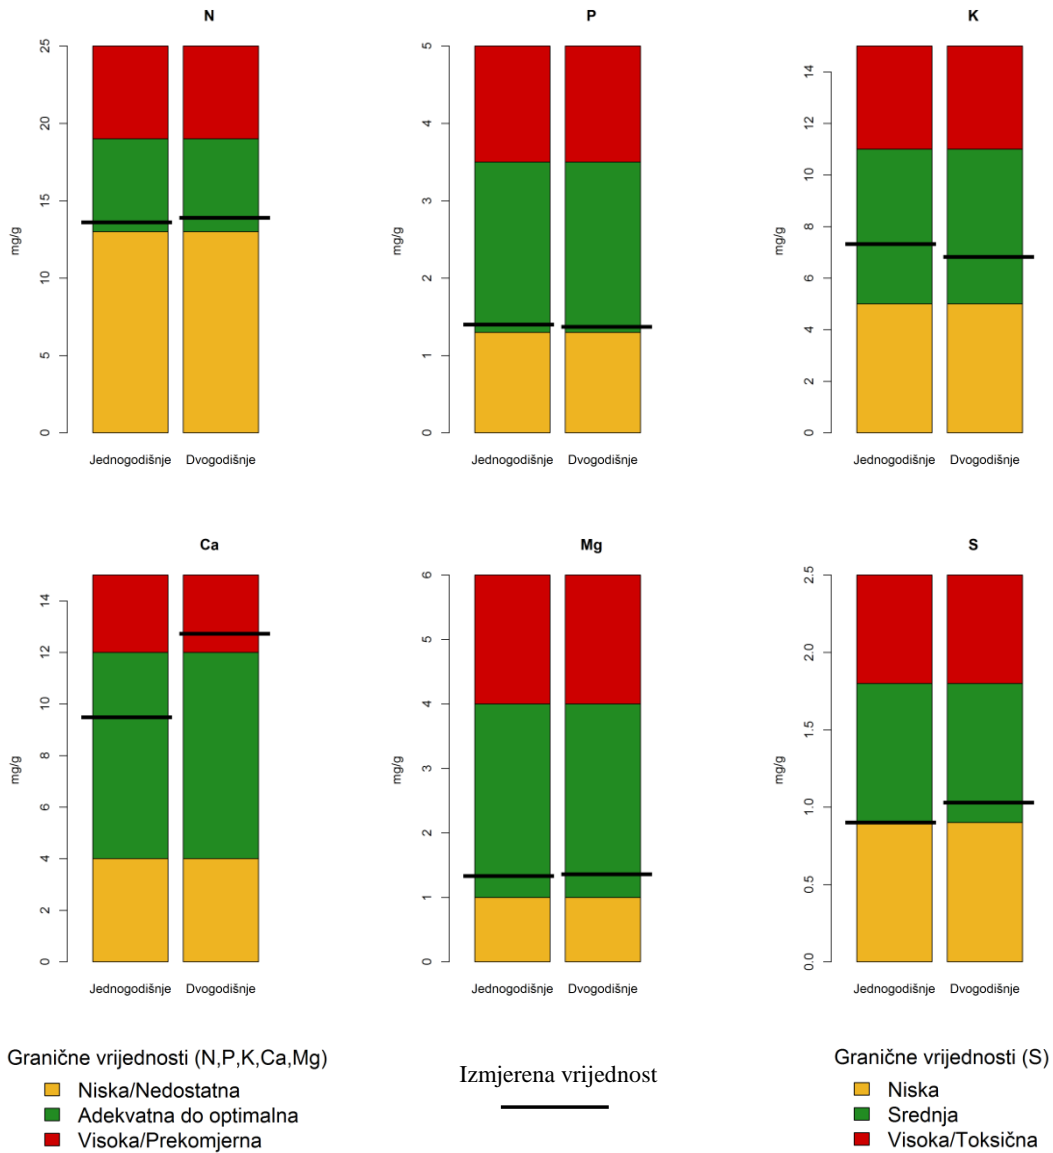 N
P
K
mg/g
0
5
10
15
20
25
Jednogodišnje
Dvogodišnje
mg/g
0
1
2
3
4
5
Jednogodišnje
Dvogodišnje
mg/g
0
2
4
6
8
10
12
14
Jednogodišnje
Dvogodišnje
Ca
Mg
S
mg/g
0
2
4
6
8
10
12
14
Jednogodišnje
Dvogodišnje
mg/g
0
1
2
3
4
5
6
Jednogodišnje
Dvogodišnje
mg/g
0.0
0.5
1.0
1.5
2.0
2.5
Jednogodišnje
Dvogodišnje
Granične vrijednosti (N,P,K,Ca,Mg)
Niska/Nedostatna
Adekvatna do optimalna
Visoka/Prekomjerna
Izmjerena vrijednost
Granične vrijednosti (S)
Niska
Srednja
Visoka/Toksična